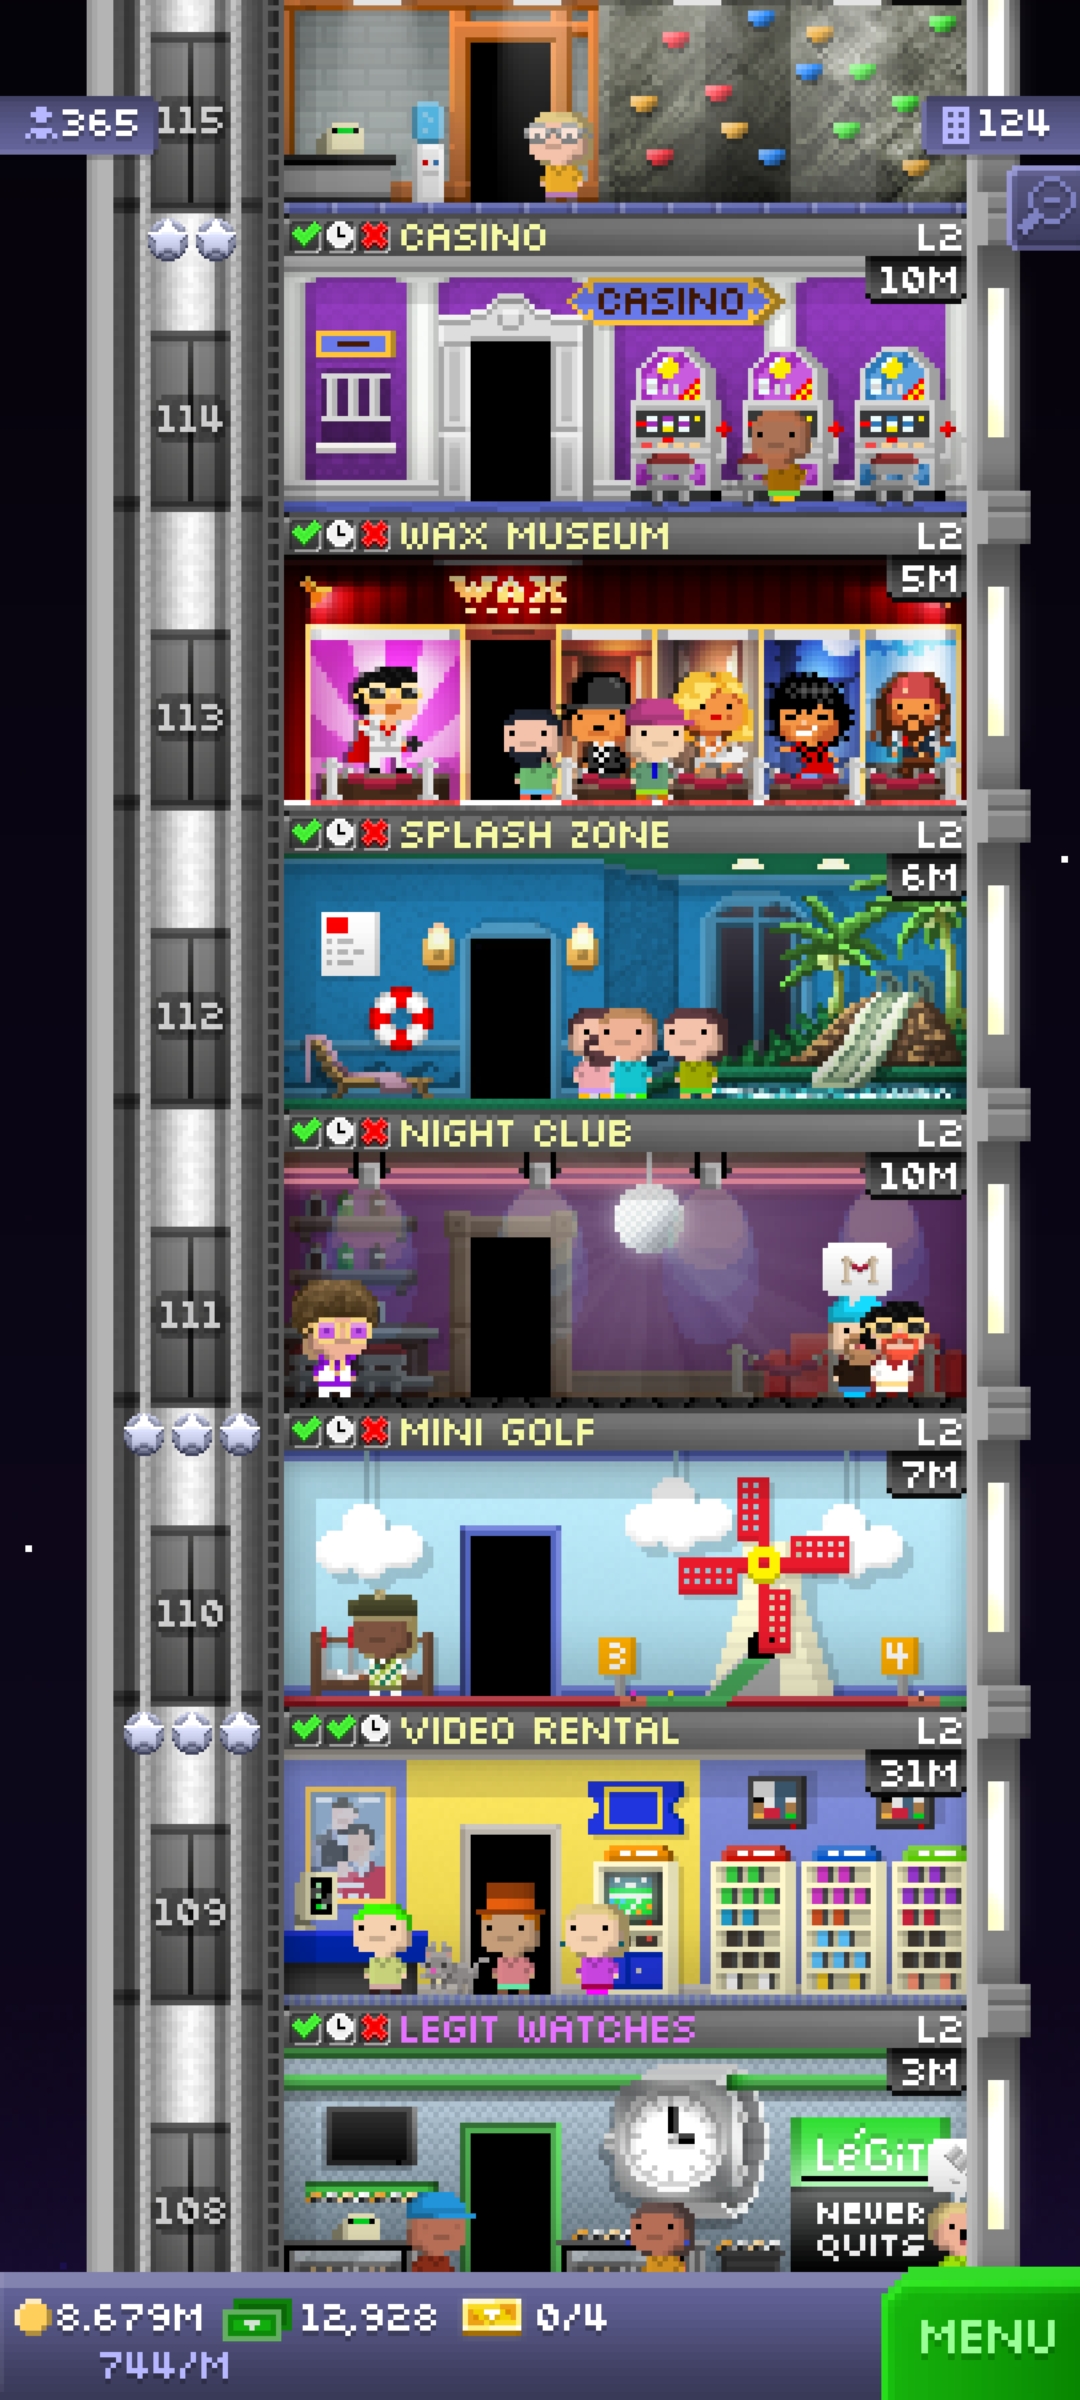 365
115
124
CASINO L2
10M
CASINO
114
WAX MUSEUM L2
5M
WAX
113
SPLASH ZONE L2
6M
112
NIGHT CLUB L2
10M
M
111
MINI GOLF L2
7M
110
3
4
VIDEO RENTAL L2
31M
109
LEGIT WATCHES L2
3M
LéGiT
108
NEVER
QUITS
8.679M 12,928 0/4
744/M
MENU